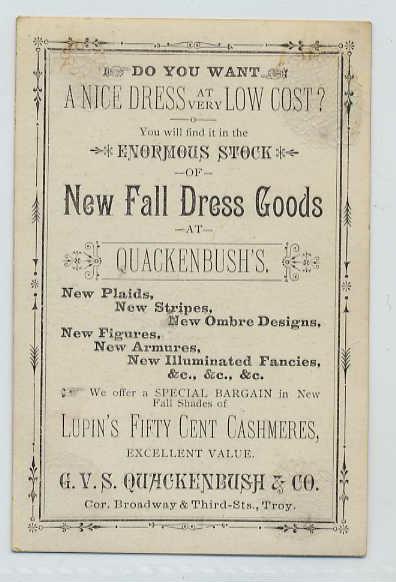 DO YOU WANT
A NICE DRESS AT VERY LOW COST?
You will find it in the
ENORMOUS STOCK
—OF—
New Fall Dress Goods
—AT—
QUACKENBUSH'S,
New Plaids,
New Stripes,
New Ombre Designs,
New Figures,
New Armures,
New Illuminated Fancies,
&c., &c., &c.
We offer a SPECIAL BARGAIN in New
Fall Shades of
LUPIN'S FIFTY CENT CASHMERES,
EXCELLENT VALUE.
G. V. S. QUACKENBUSH & CO.
Cor. Broadway & Third-Sts., Troy.